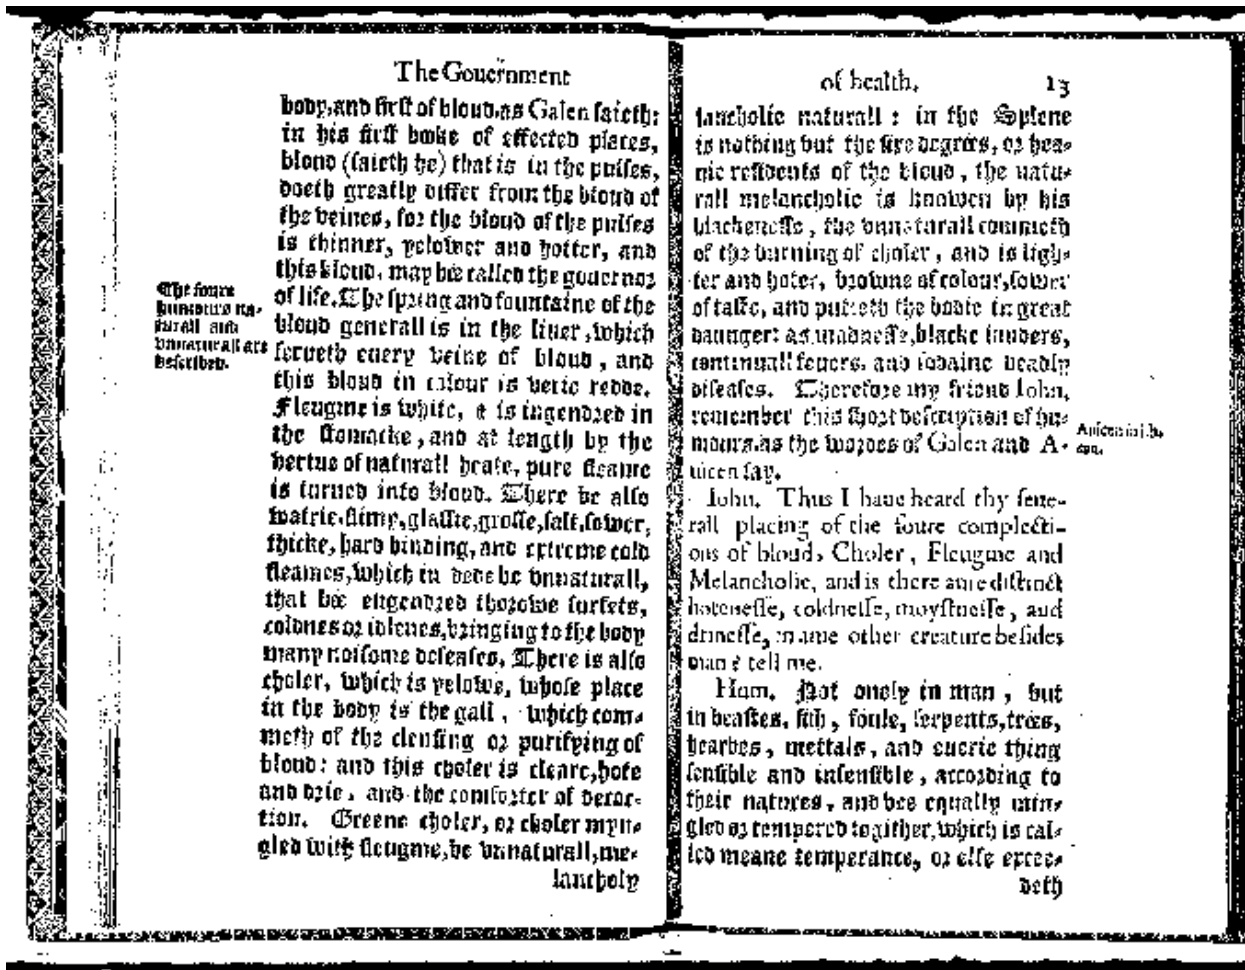 The Gouernment
body, and first of bloud, as Galen saieth:
in his first booke of effected places,
bloud (saieth he) that is in the pulses,
doeth greatly differ from the bloud of
the veines, for the bloud of the pulses
is thinner, yelower and hotter, and
this bloud, may bee called the gouernor
of life. The spring and fountaine of the
bloud generall is in the liuer, which
serueth euery veine of bloud, and
this bloud in colour is verie redde.
Fleugme is white, & is ingendred in
the stomacke, and at length by the
vertue of naturall heate, pure fleame
is turned into bloud. There be also
watrie, slimy, glassie, grosse, salt, sower,
thicke, hard binding, and extreme cold
fleames, which in dede be vnnaturall,
that bee engendred thorowe surfets,
coldnes or idlenes, bringing to the body
many noisome deseases. There is also
choler, which is yelowe, whose place
in the body is the gall, which com-
meth of the clensing or purifying of
bloud: and this choler is cleare, hote
and drie, and the comforter of decoc-
tion. Greene choler, or choler myn-
gled with fleugme, be vnnaturall, me-
lancholy
The foure
humours na-
turall and
vnnaturall are
described.
of health. 13
lancholie naturall: in the Splene
is nothing but the sixe degrees, or hea-
uie residents of the bloud, the natu-
rall melancholie is knowen by his
blackenesse, the vnnaturall commeth
of the burning of choler, and is ligh-
ter and hoter, browne of colour, sower
of taste, and putteth the bodie in great
daunger: as madnesse, blacke iaunders,
continuall feuers, and sodaine deadly
diseases. Therefore my friend Iohn,
remember this short description of hu-
mours, as the wordes of Galen and A-
uicen say.
Auicen in
Iohn. Thus I haue heard thy seue-
rall placing of the foure complecti-
ons of bloud, Choler, Fleugme and
Melancholie, and is there anie distinct
hotenesse, coldnesse, moystnesse, and
drinesse, in anie other creature besides
man? tell me.
Hum. Not onely in man, but
in beastes, fish, foule, serpents, trees,
hearbes, mettals, and euerie thing
sensible and insensible, according to
their natures, and bee equally min-
gled or tempered togither, which is cal-
led meane temperance, or else excee-
deth